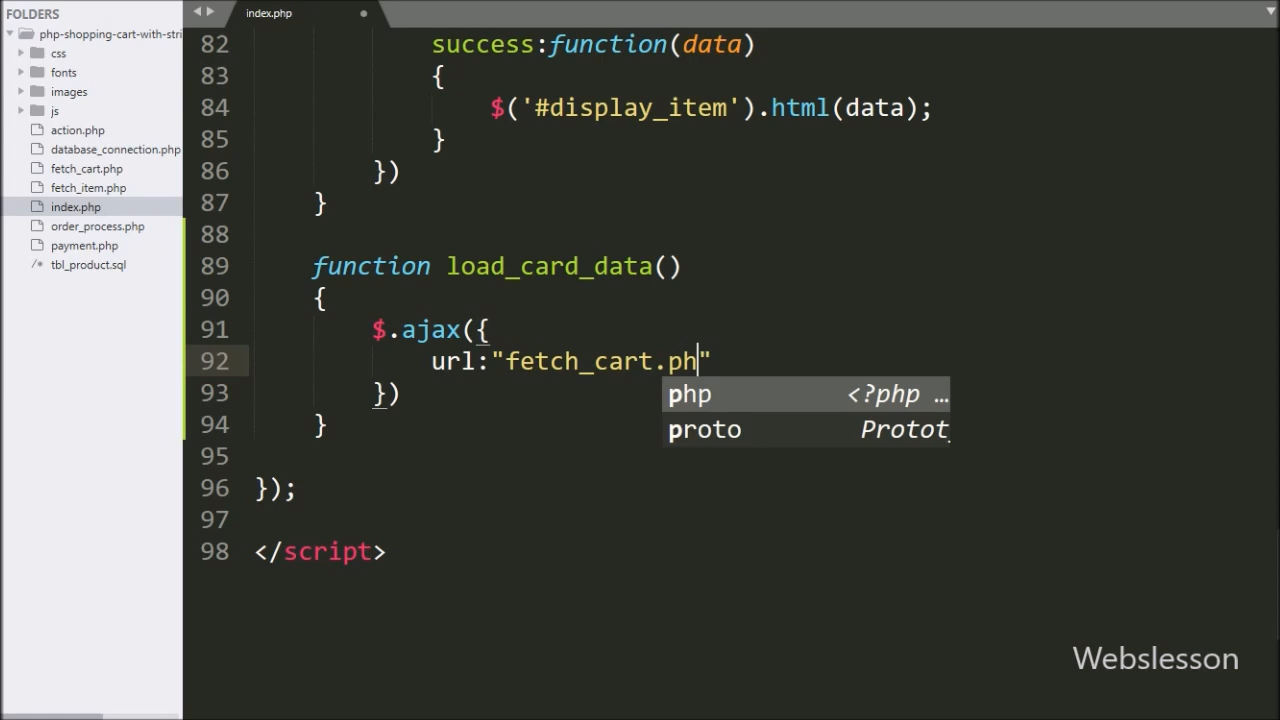 FOLDERS
php-shopping-cart-with-stri
css
fonts
images
js
action.php
database_connection.php
fetch_cart.php
fetch_item.php
index.php
order_process.php
payment.php
/* tbl_product.sql
index.php
82 success:function(data)
83 {
84 $('#display_item').html(data);
85 }
86 })
87 }
88
89 function load_card_data()
90 {
91 $.ajax({
92 url:"fetch_cart.ph"
93 })
94 }
95
96 });
97
98 </script>
php <?php …
proto Protot
Webslesson